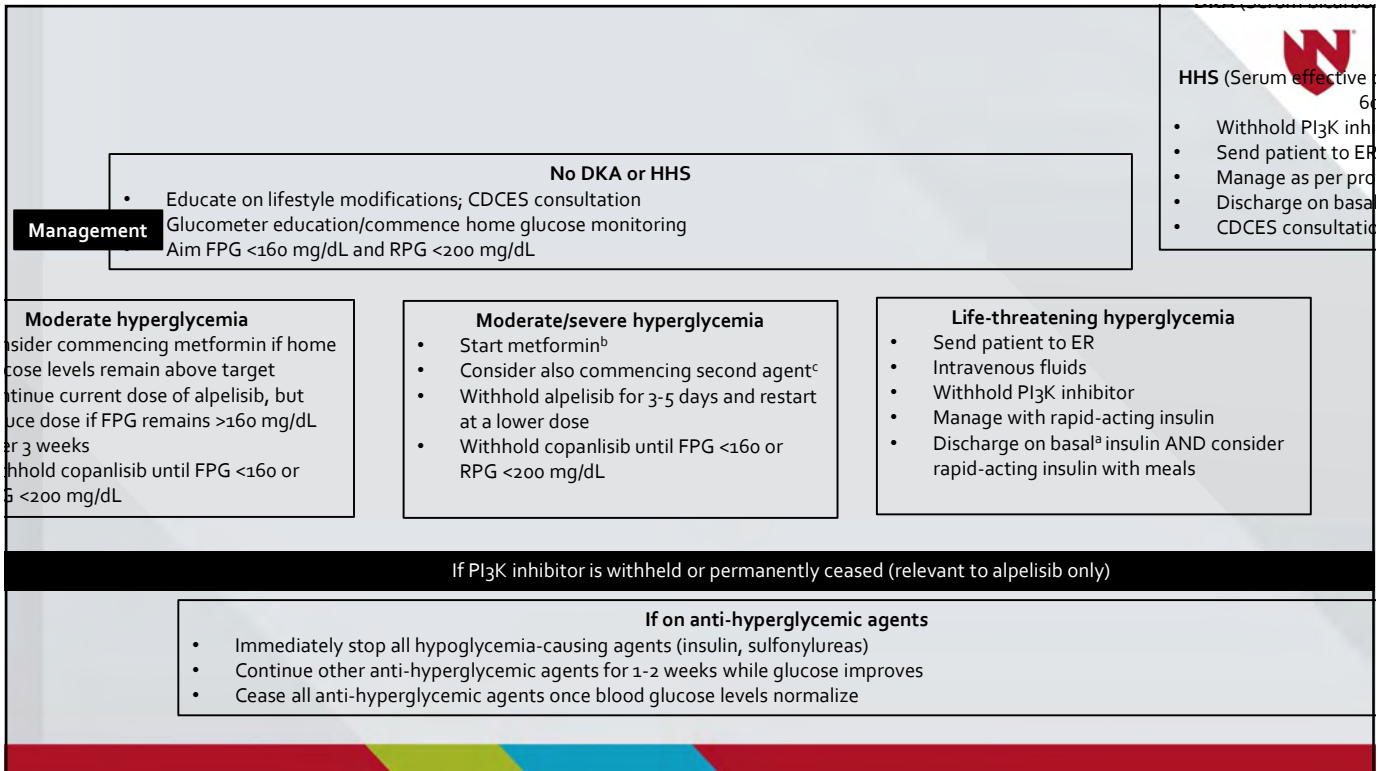 HHS (Serum effective
• Withhold PI3K
• Send patient to ER
• Manage as per
• Discharge on
• CDCES
No DKA or HHS
• Educate on lifestyle modifications; CDCES consultation
Glucometer education/commence home glucose monitoring
Aim FPG <160 mg/dL and RPG <200 mg/dL
Management
Moderate hyperglycemia
commencing metformin if home
levels remain above target
current dose of alpelisib, but
dose if FPG remains >160 mg/dL
3 weeks
copanlisib until FPG <160 or
<200 mg/dL
Moderate/severe hyperglycemia
• Start metforminᵇ
• Consider also commencing second agentᶜ
• Withhold alpelisib for 3-5 days and restart
at a lower dose
• Withhold copanlisib until FPG <160 or
RPG <200 mg/dL
Life-threatening hyperglycemia
• Send patient to ER
• Intravenous fluids
• Withhold PI3K inhibitor
• Manage with rapid-acting insulin
• Discharge on basalᵃ insulin AND consider
rapid-acting insulin with meals
If PI3K inhibitor is withheld or permanently ceased (relevant to alpelisib only)
If on anti-hyperglycemic agents
• Immediately stop all hypoglycemia-causing agents (insulin, sulfonylureas)
• Continue other anti-hyperglycemic agents for 1-2 weeks while glucose improves
• Cease all anti-hyperglycemic agents once blood glucose levels normalize